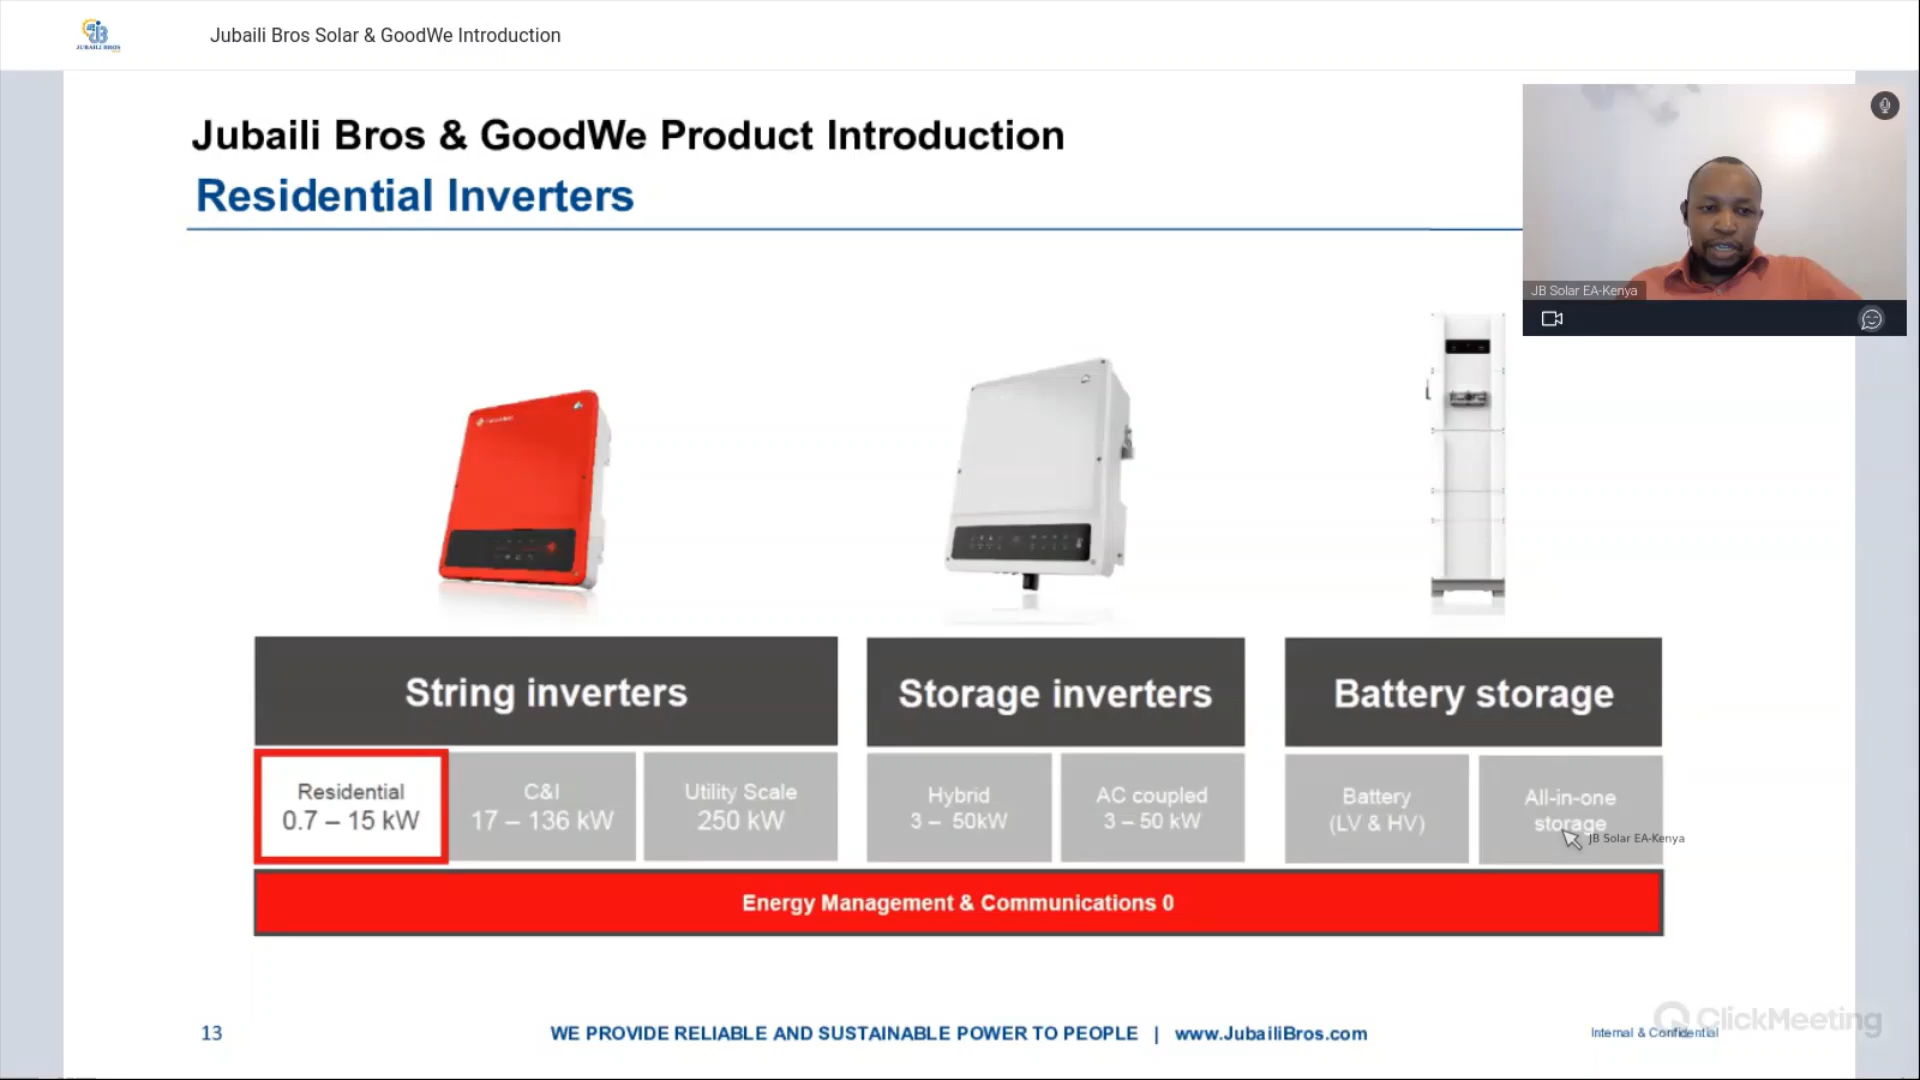 JUBAILI BROS
Jubaili Bros Solar & GoodWe Introduction
Jubaili Bros & GoodWe Product Introduction
Residential Inverters
JB Solar EA-Kenya
String inverters
Storage inverters
Battery storage
Residential
0.7 – 15 kW
C&I
17 – 136 kW
Utility Scale
250 kW
Hybrid
3 – 50kW
AC coupled
3 – 50 kW
Battery
(LV & HV)
All-in-one
storage
JB Solar EA-Kenya
Energy Management & Communications 0
13
WE PROVIDE RELIABLE AND SUSTAINABLE POWER TO PEOPLE | www.JubailiBros.com
Internal & Confidential
ClickMeeting